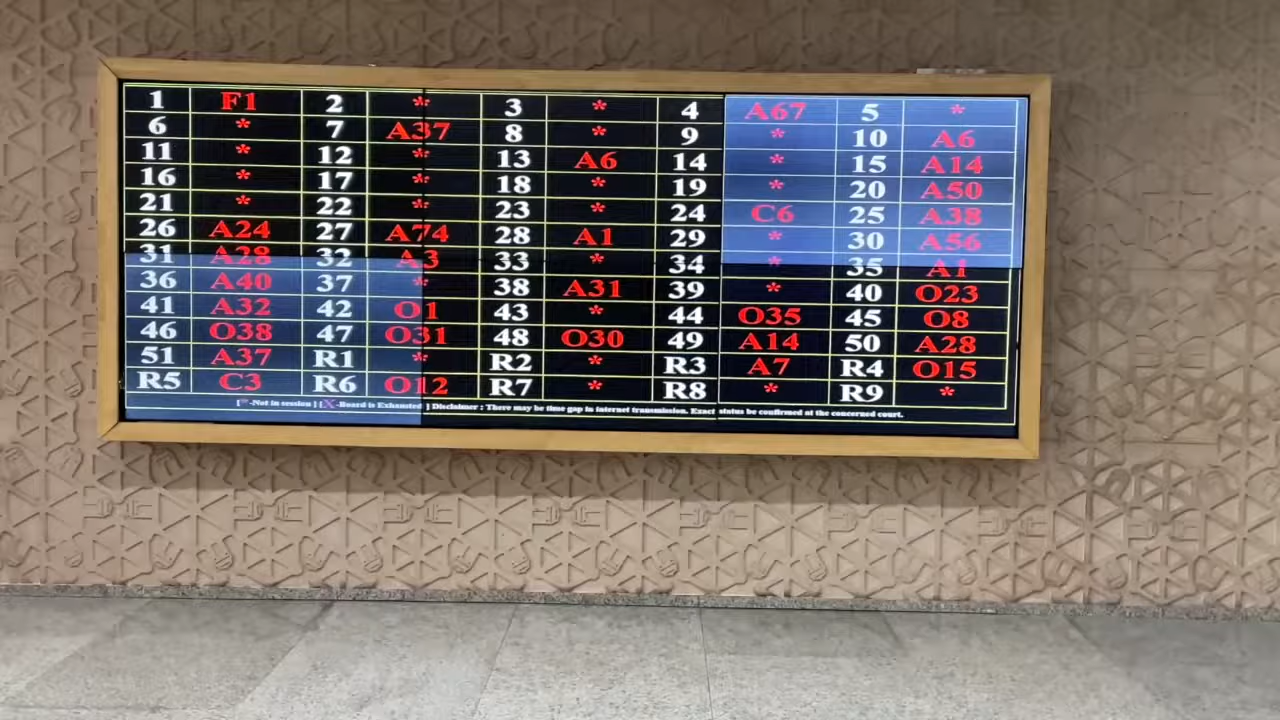 1 F1 2 * 3 * 4 A67 5 *
6 * 7 A37 8 * 9 * 10 A6
11 * 12 * 13 A6 14 * 15 A14
16 * 17 * 18 * 19 * 20 A50
21 * 22 * 23 * 24 C6 25 A38
26 A24 27 A74 28 A1 29 * 30 A56
31 A28 32 A3 33 * 34 * 35 A1
36 A40 37 * 38 A31 39 * 40 O23
41 A32 42 O1 43 * 44 O35 45 O8
46 O38 47 O31 48 O30 49 A14 50 A28
51 A37 R1 * R2 * R3 A7 R4 O15
R5 C3 R6 O12 R7 * R8 * R9 *
[*-Not in session ] [X-Board is Exhausted ] Disclaimer : There may be time gap in internet transmission. Exact status be confirmed at the concerned court.